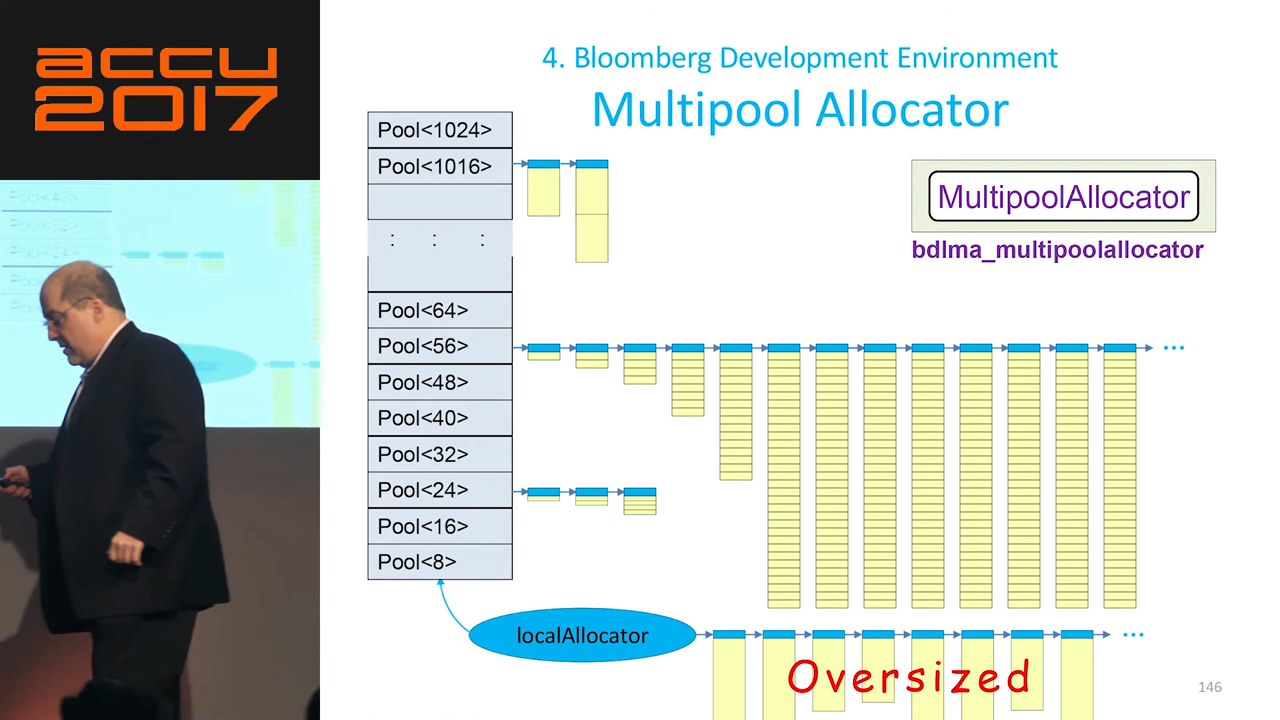 accu
2017
4. Bloomberg Development Environment
Multipool Allocator
Pool<1024>
Pool<1016>
: : :
Pool<64>
Pool<56>
Pool<48>
Pool<40>
Pool<32>
Pool<24>
Pool<16>
Pool<8>
MultipoolAllocator
bdlma_multipoolallocator
...
localAllocator
...
Oversized
146